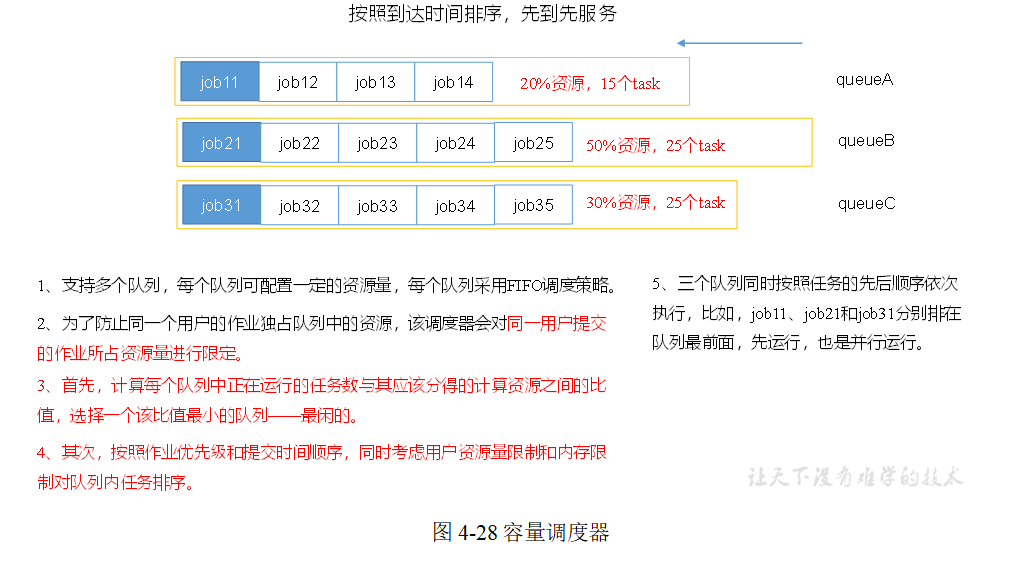 按照到达时间排序，先到先服务
job11 job12 job13 job14 20%资源，15个task queueA
job21 job22 job23 job24 job25 50%资源，25个task queueB
job31 job32 job33 job34 job35 30%资源，25个task queueC
1、支持多个队列，每个队列可配置一定的资源量，每个队列采用FIFO调度策略。
2、为了防止同一个用户的作业独占队列中的资源，该调度器会对同一用户提交
的作业所占资源量进行限定。
3、首先，计算每个队列中正在运行的任务数与其应该分得的计算资源之间的比
值，选择一个该比值最小的队列——最闲的。
4、其次，按照作业优先级和提交时间顺序，同时考虑用户资源量限制和内存限
制对队列内任务排序。
5、三个队列同时按照任务的先后顺序依次
执行，比如，job11、job21和job31分别排在
队列最前面，先运行，也是并行运行。
让天下没有难学的技术
图 4-28 容量调度器